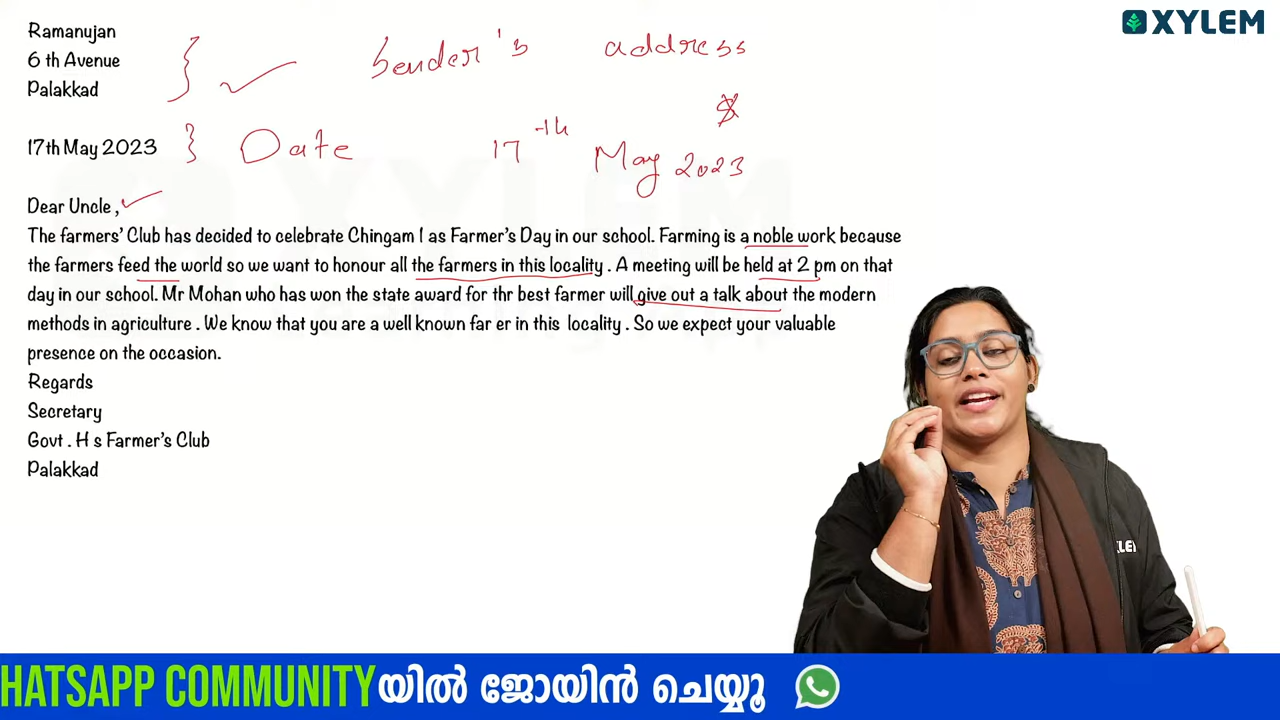 Ramanujan
6 th Avenue
Palakkad
Sender's address
XYLEM
17th May 2023
Date
17th May 2023
Dear Uncle ,
The farmers' Club has decided to celebrate Chingam 1 as Farmer's Day in our school. Farming is a noble work because
the farmers feed the world so we want to honour all the farmers in this locality . A meeting will be held at 2 pm on that
day in our school. Mr Mohan who has won the state award for thr best farmer will give out a talk about the modern
methods in agriculture . We know that you are a well known far er in this locality . So we expect your valuable
presence on the occasion.
Regards
Secretary
Govt . H s Farmer's Club
Palakkad
HATSAPP COMMUNITYയിൽ ജോയിൻ ചെയ്യൂ